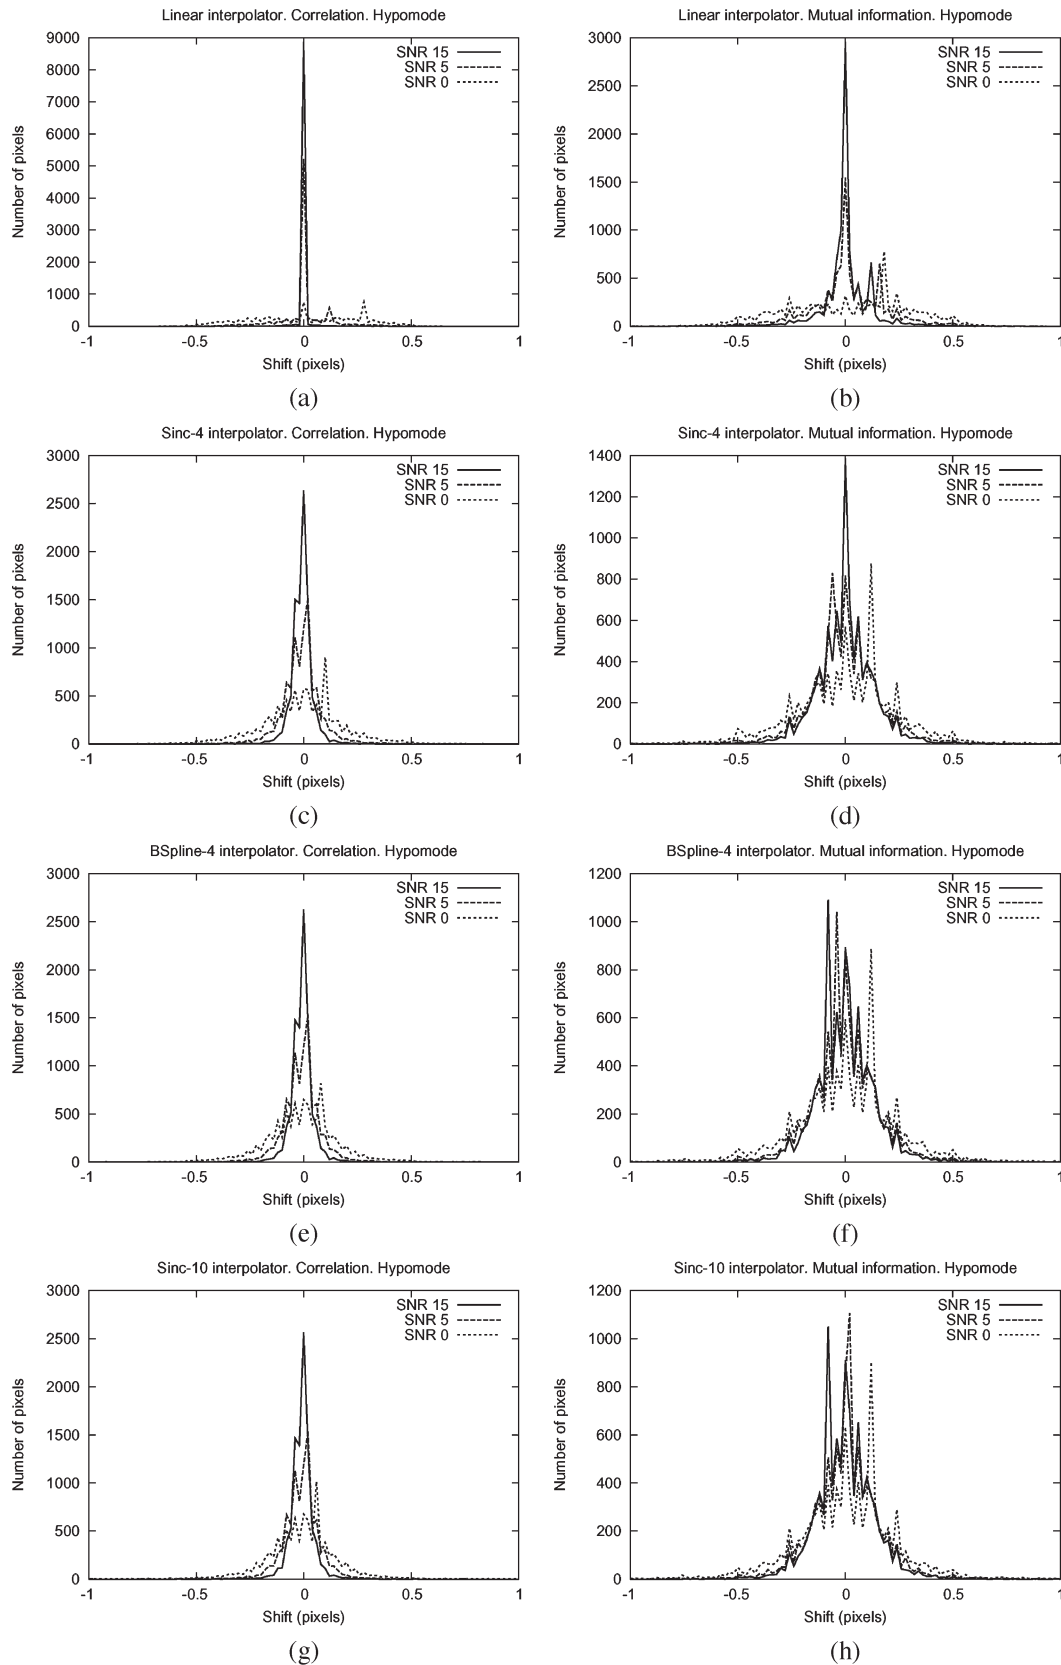 Linear interpolator. Correlation. Hypomode
9000
8000
7000
6000
5000
4000
3000
2000
1000
0
Number of pixels
SNR 15
SNR 5
SNR 0
-1 -0.5 0 0.5 1
Shift (pixels)
(a)
Linear interpolator. Mutual information. Hypomode
3000
2500
2000
1500
1000
500
0
Number of pixels
SNR 15
SNR 5
SNR 0
-1 -0.5 0 0.5 1
Shift (pixels)
(b)
Sinc-4 interpolator. Correlation. Hypomode
3000
2500
2000
1500
1000
500
0
Number of pixels
SNR 15
SNR 5
SNR 0
-1 -0.5 0 0.5 1
Shift (pixels)
(c)
Sinc-4 interpolator. Mutual information. Hypomode
1400
1200
1000
800
600
400
200
0
Number of pixels
SNR 15
SNR 5
SNR 0
-1 -0.5 0 0.5 1
Shift (pixels)
(d)
BSpline-4 interpolator. Correlation. Hypomode
3000
2500
2000
1500
1000
500
0
Number of pixels
SNR 15
SNR 5
SNR 0
-1 -0.5 0 0.5 1
Shift (pixels)
(e)
BSpline-4 interpolator. Mutual information. Hypomode
1200
1000
800
600
400
200
0
Number of pixels
SNR 15
SNR 5
SNR 0
-1 -0.5 0 0.5 1
Shift (pixels)
(f)
Sinc-10 interpolator. Correlation. Hypomode
3000
2500
2000
1500
1000
500
0
Number of pixels
SNR 15
SNR 5
SNR 0
-1 -0.5 0 0.5 1
Shift (pixels)
(g)
Sinc-10 interpolator. Mutual information. Hypomode
1200
1000
800
600
400
200
0
Number of pixels
SNR 15
SNR 5
SNR 0
-1 -0.5 0 0.5 1
Shift (pixels)
(h)